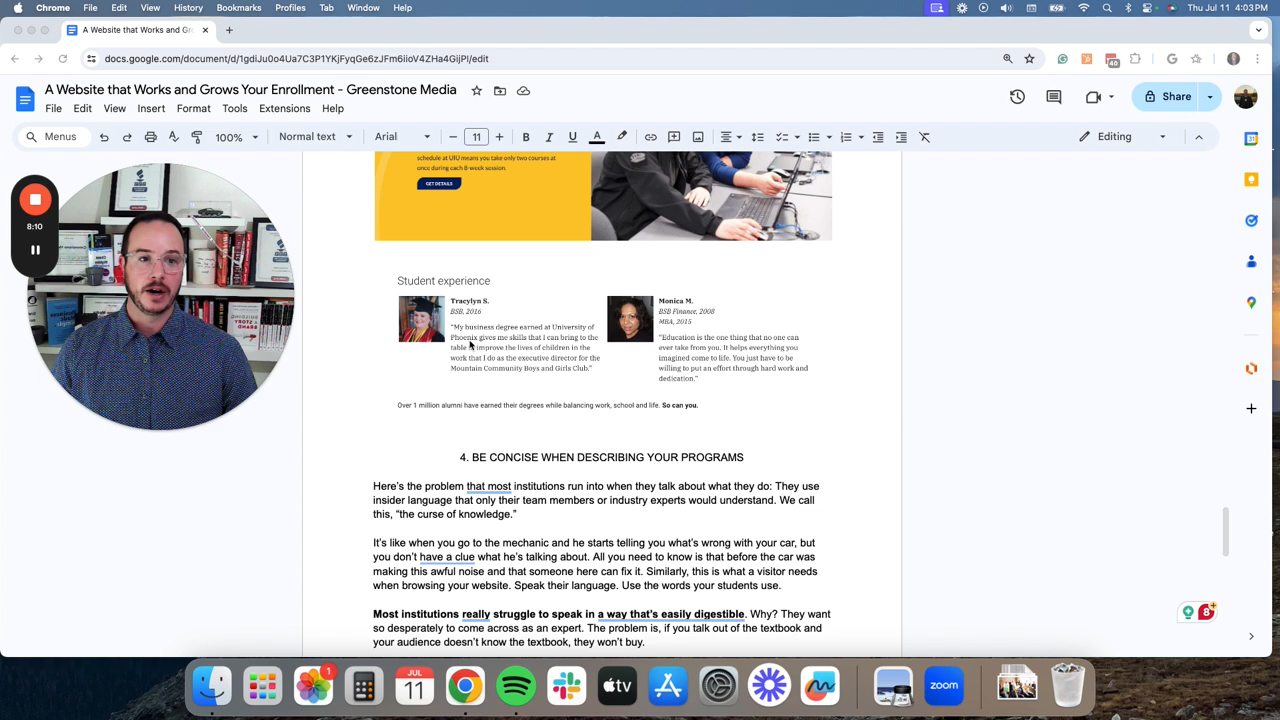 Chrome File Edit View History Bookmarks Profiles Tab Window Help
Thu Jul 11 4:03 PM
A Website that Works and Gr
docs.google.com/document/d/1gdiJu0o4Ua7C3P1YKjFyqGe6zJFm6iioV4ZHa4GijPI/edit
40
A Website that Works and Grows Your Enrollment - Greenstone Media
Share
File Edit View Insert Format Tools Extensions Help
Menus 100% Normal text Arial 11 Editing
8:10
schedule at UIU means you take only two courses at
once during each 8-week session.
GET DETAILS
Student experience
Tracylyn S.
BSB, 2016
"My business degree earned at University of
Phoenix gives me skills that I can bring to the
table to improve the lives of children in the
work that I do as the executive director for the
Mountain Community Boys and Girls Club."
Monica M.
BSB Finance, 2008
MBA, 2015
"Education is the one thing that no one can
ever take from you. It helps everything you
imagined come to life. You just have to be
willing to put an effort through hard work and
dedication."
Over 1 million alumni have earned their degrees while balancing work, school and life. So can you.
4. BE CONCISE WHEN DESCRIBING YOUR PROGRAMS
Here's the problem that most institutions run into when they talk about what they do: They use
insider language that only their team members or industry experts would understand. We call
this, "the curse of knowledge."
It's like when you go to the mechanic and he starts telling you what's wrong with your car, but
you don't have a clue what he's talking about. All you need to know is that before the car was
making this awful noise and that someone here can fix it. Similarly, this is what a visitor needs
when browsing your website. Speak their language. Use the words your students use.
Most institutions really struggle to speak in a way that's easily digestible. Why? They want
so desperately to come across as an expert. The problem is, if you talk out of the textbook and
your audience doesn't know the textbook, they won't buy.
8
1
JUL
11
tv
zoom